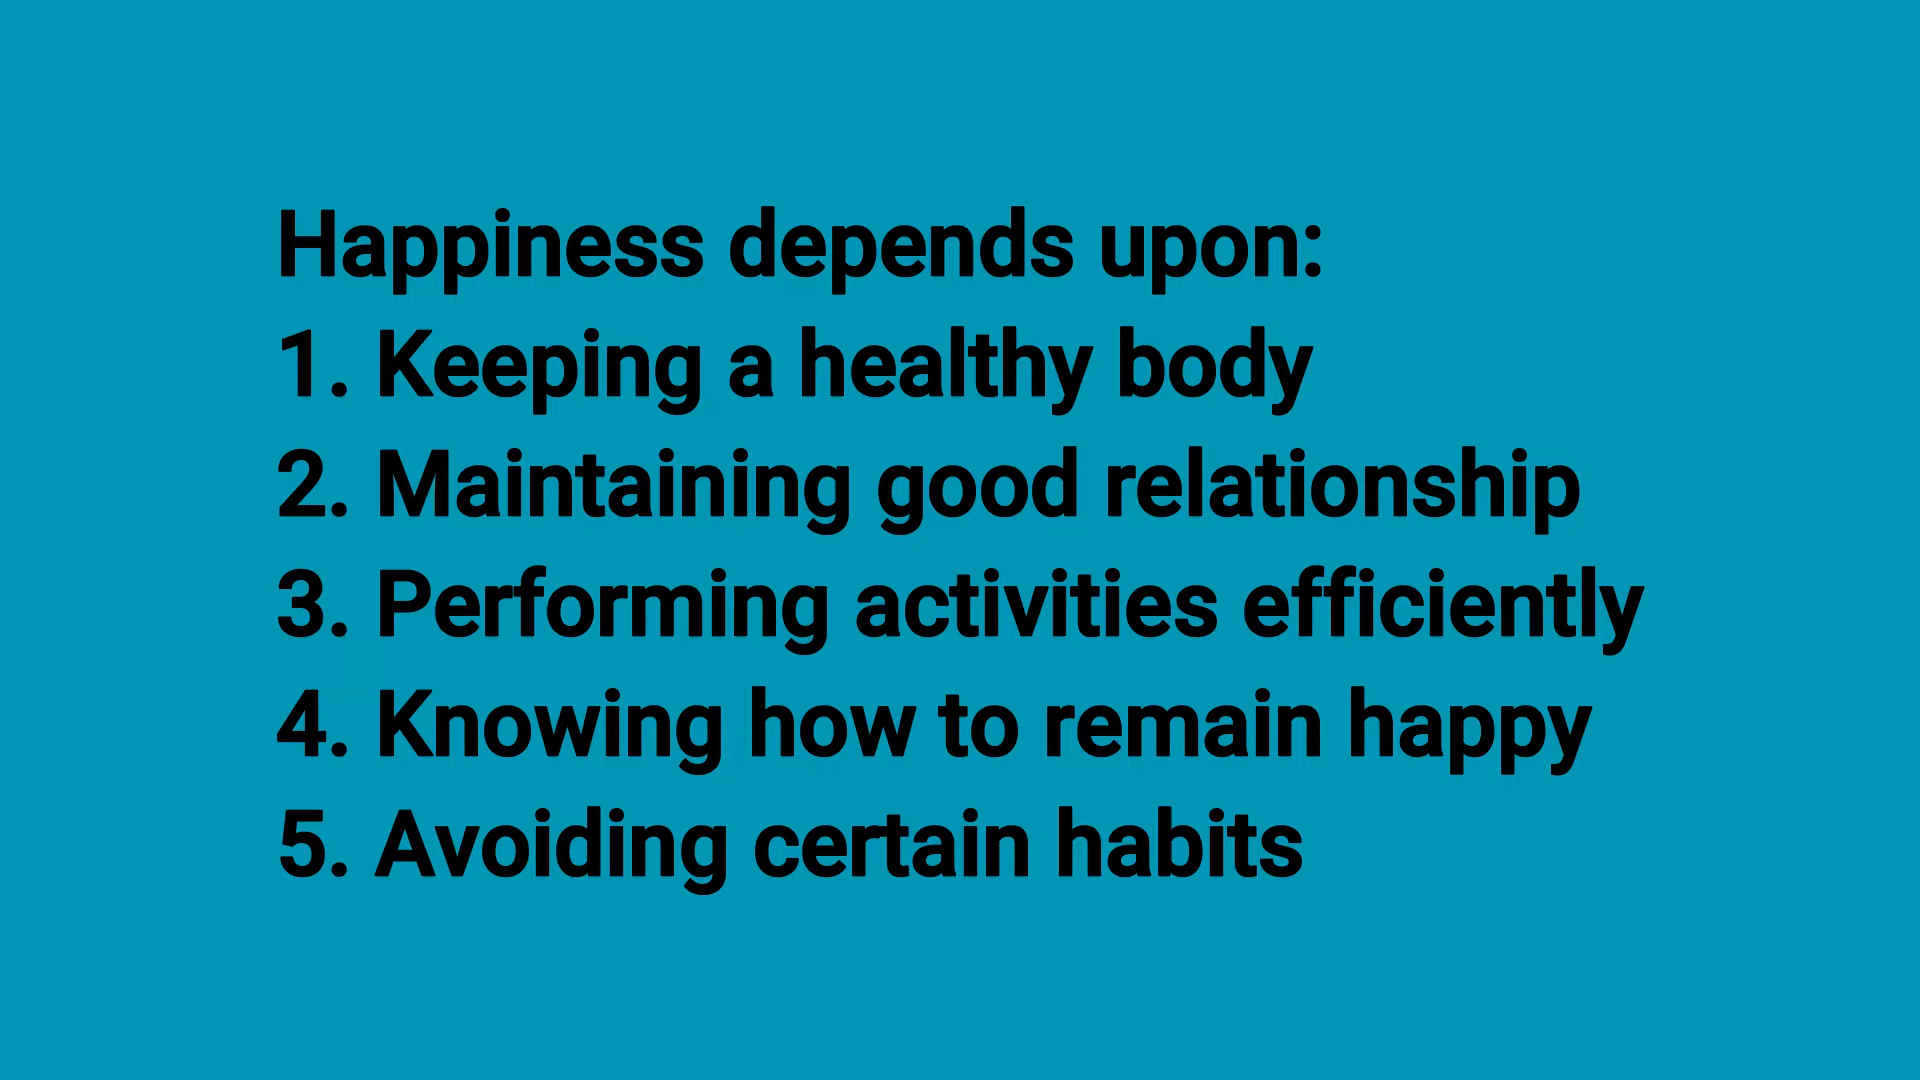 Happiness depends upon:
1. Keeping a healthy body
2. Maintaining good relationship
3. Performing activities efficiently
4. Knowing how to remain happy
5. Avoiding certain habits